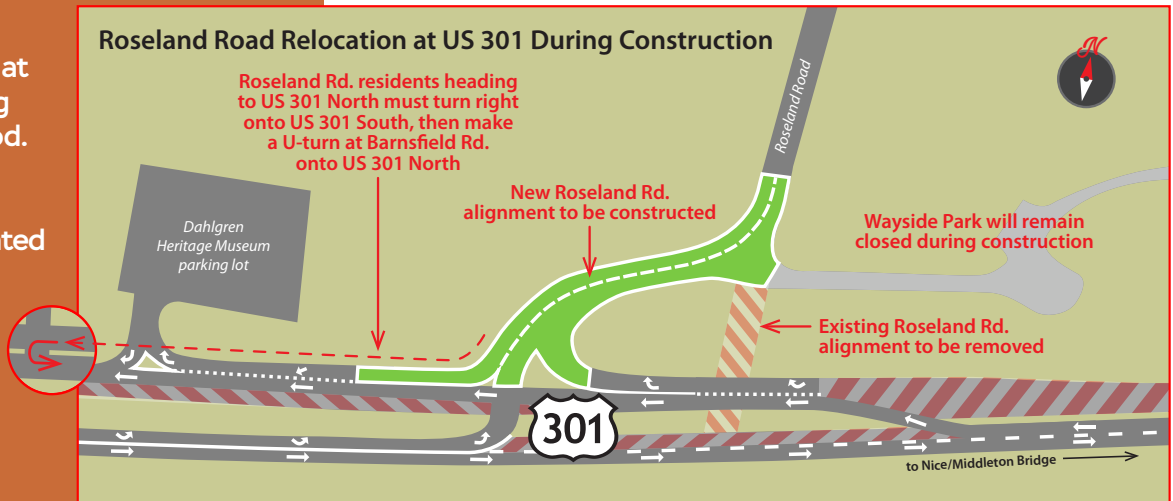 at
g
od.
ated
Roseland Road Relocation at US 301 During Construction
N
Roseland Rd. residents heading
to US 301 North must turn right
onto US 301 South, then make
a U-turn at Barnsfield Rd.
onto US 301 North
Roseland Road
New Roseland Rd.
alignment to be constructed
Wayside Park will remain
closed during construction
Dahlgren
Heritage Museum
parking lot
Existing Roseland Rd.
alignment to be removed
301
to Nice/Middleton Bridge